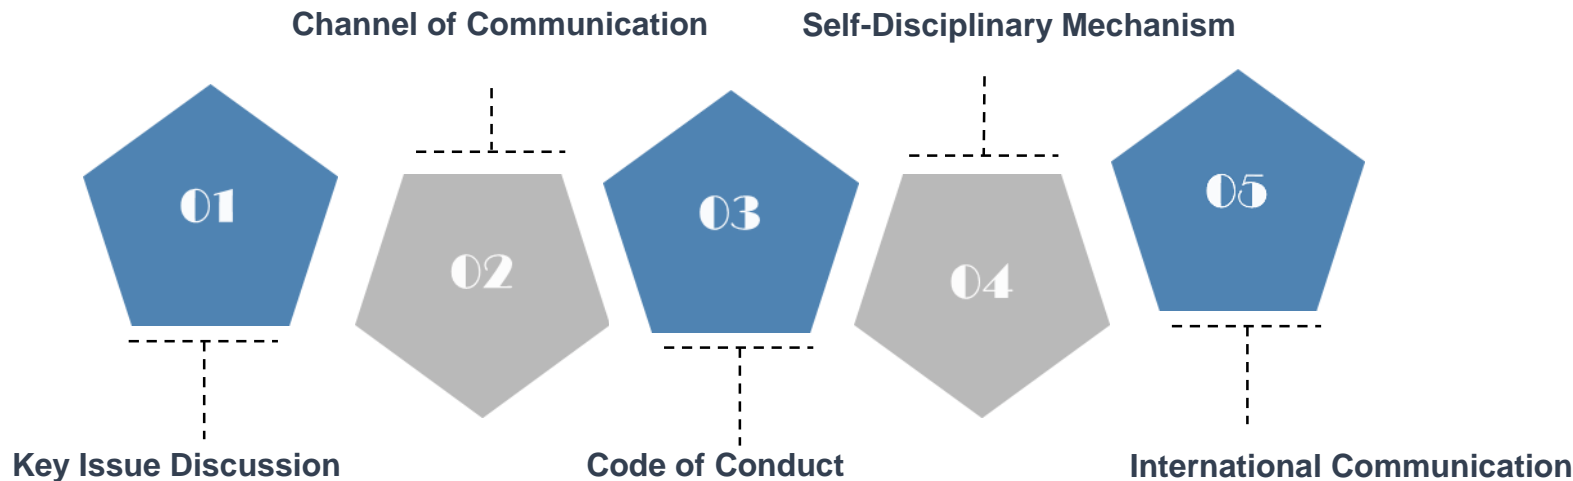 Channel of Communication
Self-Disciplinary Mechanism
01
02
03
04
05
Key Issue Discussion
Code of Conduct
International Communication